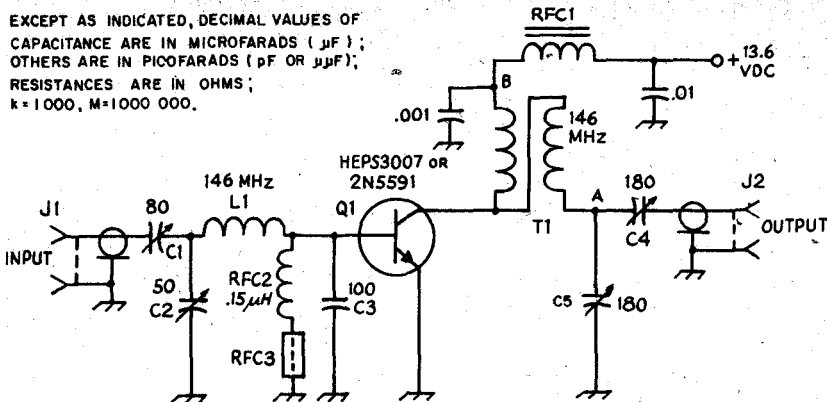 EXCEPT AS INDICATED, DECIMAL VALUES OF
CAPACITANCE ARE IN MICROFARADS (µF);
OTHERS ARE IN PICOFARADS (pF OR µµF);
RESISTANCES ARE IN OHMS;
k=1000, M=1000 000.
RFC1
+13.6
VDC
B
.001
.01
146
MHz
HEPS3007 OR
2N5591
146 MHz
L1
Q1
T1
A
J1
80
C1
INPUT
50
C2
RFC2
.15µH
RFC3
100
C3
180
C4
J2
OUTPUT
C5
180